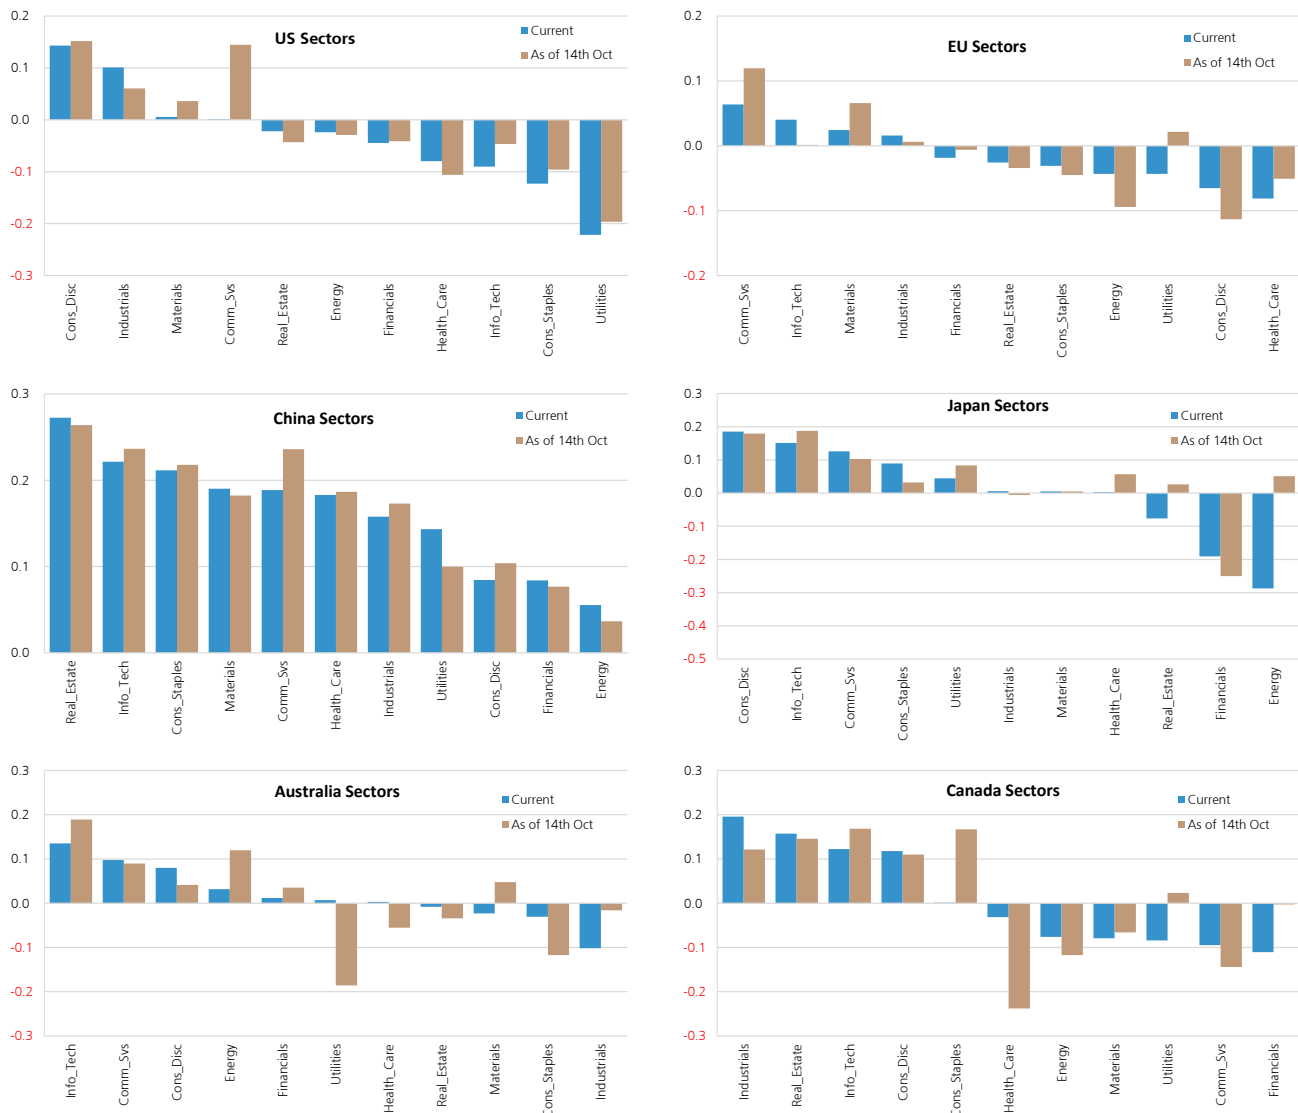 US Sectors
Current
As of 14th Oct
0.2
0.1
0.0
-0.1
-0.2
-0.3
Cons_Disc
Industrials
Materials
Comm_Svs
Real_Estate
Energy
Financials
Health_Care
Info_Tech
Cons_Staples
Utilities
EU Sectors
Current
As of 14th Oct
0.2
0.1
0.0
-0.1
-0.2
Comm_Svs
Info_Tech
Materials
Industrials
Financials
Real_Estate
Cons_Staples
Energy
Utilities
Cons_Disc
Health_Care
China Sectors
Current
As of 14th Oct
0.3
0.2
0.1
0.0
Real_Estate
Info_Tech
Cons_Staples
Materials
Comm_Svs
Health_Care
Industrials
Utilities
Cons_Disc
Financials
Energy
Japan Sectors
Current
As of 14th Oct
0.3
0.2
0.1
0.0
-0.1
-0.2
-0.3
-0.4
-0.5
Cons_Disc
Info_Tech
Comm_Svs
Cons_Staples
Utilities
Industrials
Materials
Health_Care
Real_Estate
Financials
Energy
Australia Sectors
Current
As of 14th Oct
0.3
0.2
0.1
0.0
-0.1
-0.2
-0.3
Info_Tech
Comm_Svs
Cons_Disc
Energy
Financials
Utilities
Health_Care
Real_Estate
Materials
Cons_Staples
Industrials
Canada Sectors
Current
As of 14th Oct
0.3
0.2
0.1
0.0
-0.1
-0.2
-0.3
Industrials
Real_Estate
Info_Tech
Cons_Disc
Cons_Staples
Health_Care
Energy
Materials
Utilities
Comm_Svs
Financials